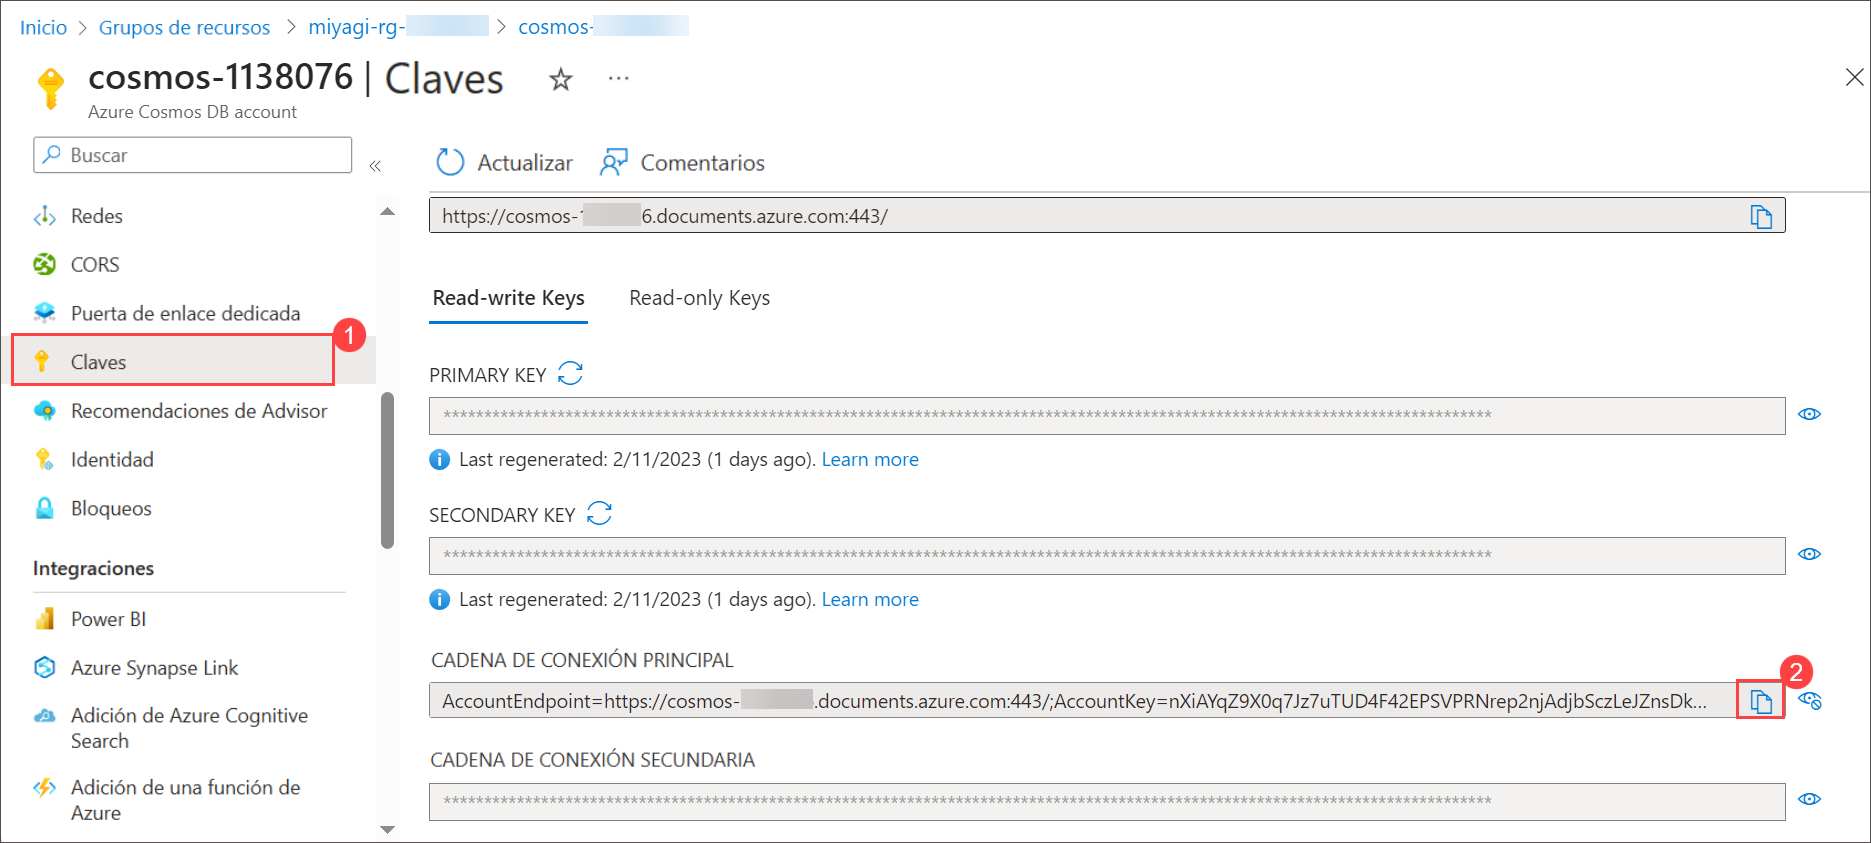 Inicio > Grupos de recursos > miyagi-rg- > cosmos-
cosmos-1138076 | Claves
Azure Cosmos DB account
Buscar
Actualizar Comentarios
Redes
CORS
Puerta de enlace dedicada
1
Claves
Recomendaciones de Advisor
Identidad
Bloqueos
Integraciones
Power BI
Azure Synapse Link
Adición de Azure Cognitive
Search
Adición de una función de
Azure
https://cosmos-1 6.documents.azure.com:443/
Read-write Keys Read-only Keys
PRIMARY KEY
Last regenerated: 2/11/2023 (1 days ago). Learn more
SECONDARY KEY
Last regenerated: 2/11/2023 (1 days ago). Learn more
CADENA DE CONEXIÓN PRINCIPAL
2
AccountEndpoint=https://cosmos- .documents.azure.com:443/;AccountKey=nXiAYqZ9X0q7Jz7uTUD4F42EPSVPRNrep2njAdjbSczLeJZnsDk...
CADENA DE CONEXIÓN SECUNDARIA